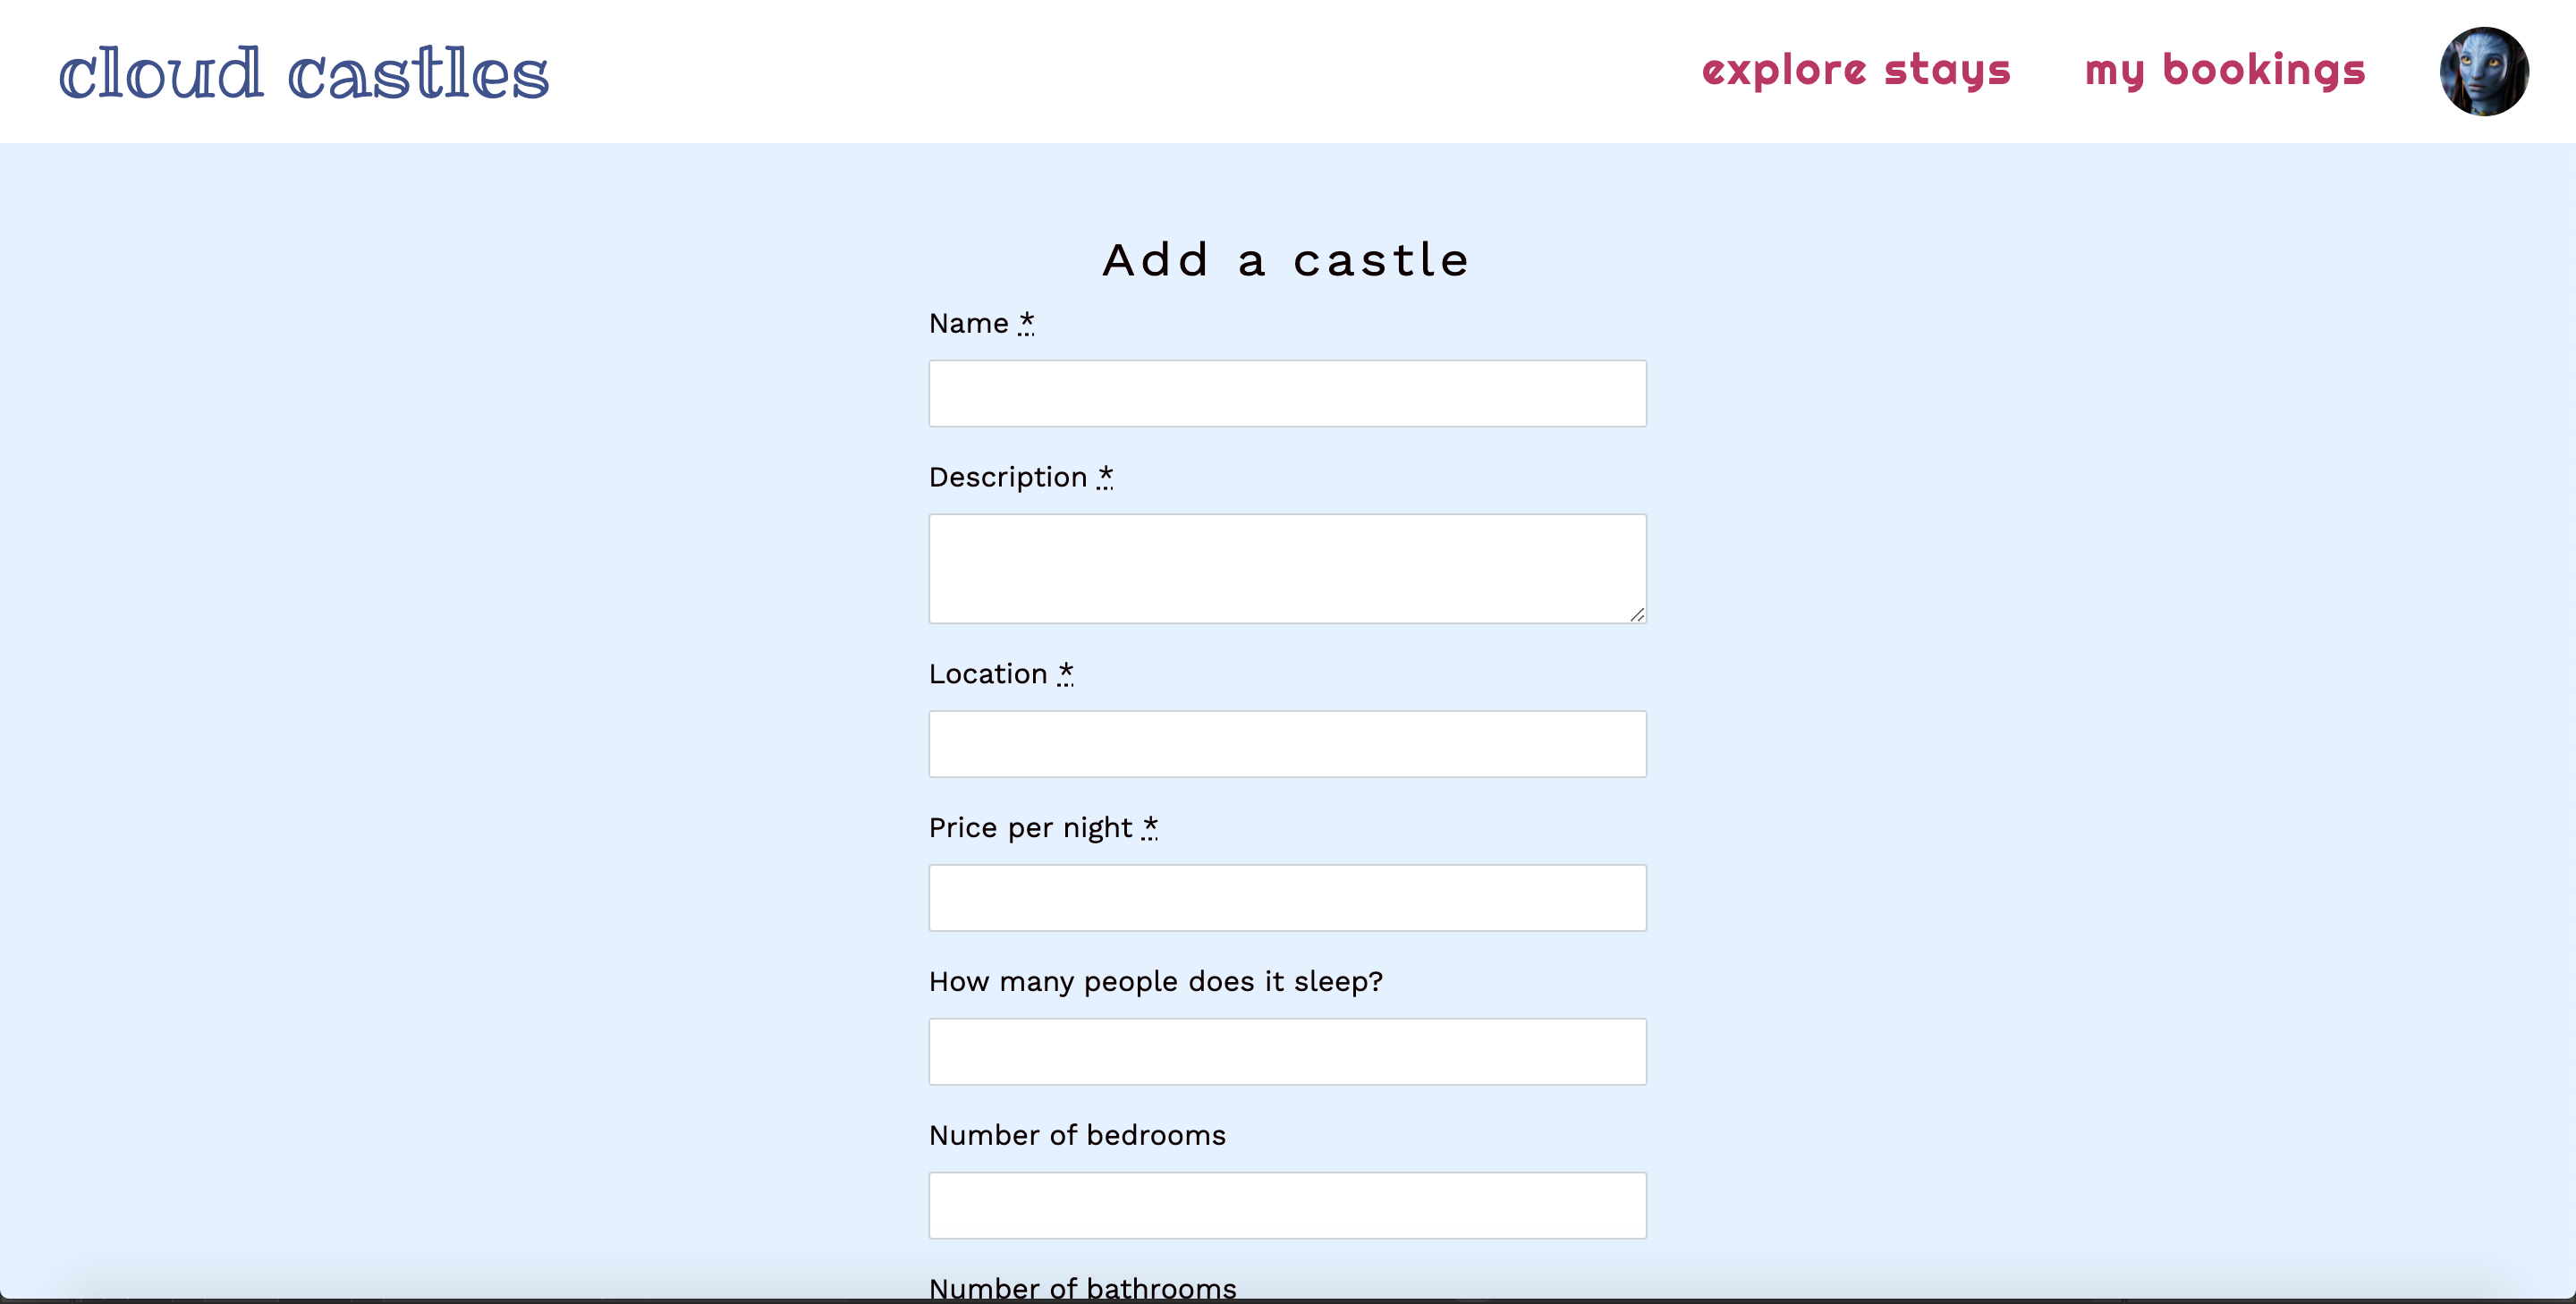 cloud castles
explore stays
my bookings
Add a castle
Name *
Description *
Location *
Price per night *
How many people does it sleep?
Number of bedrooms
Number of bathrooms